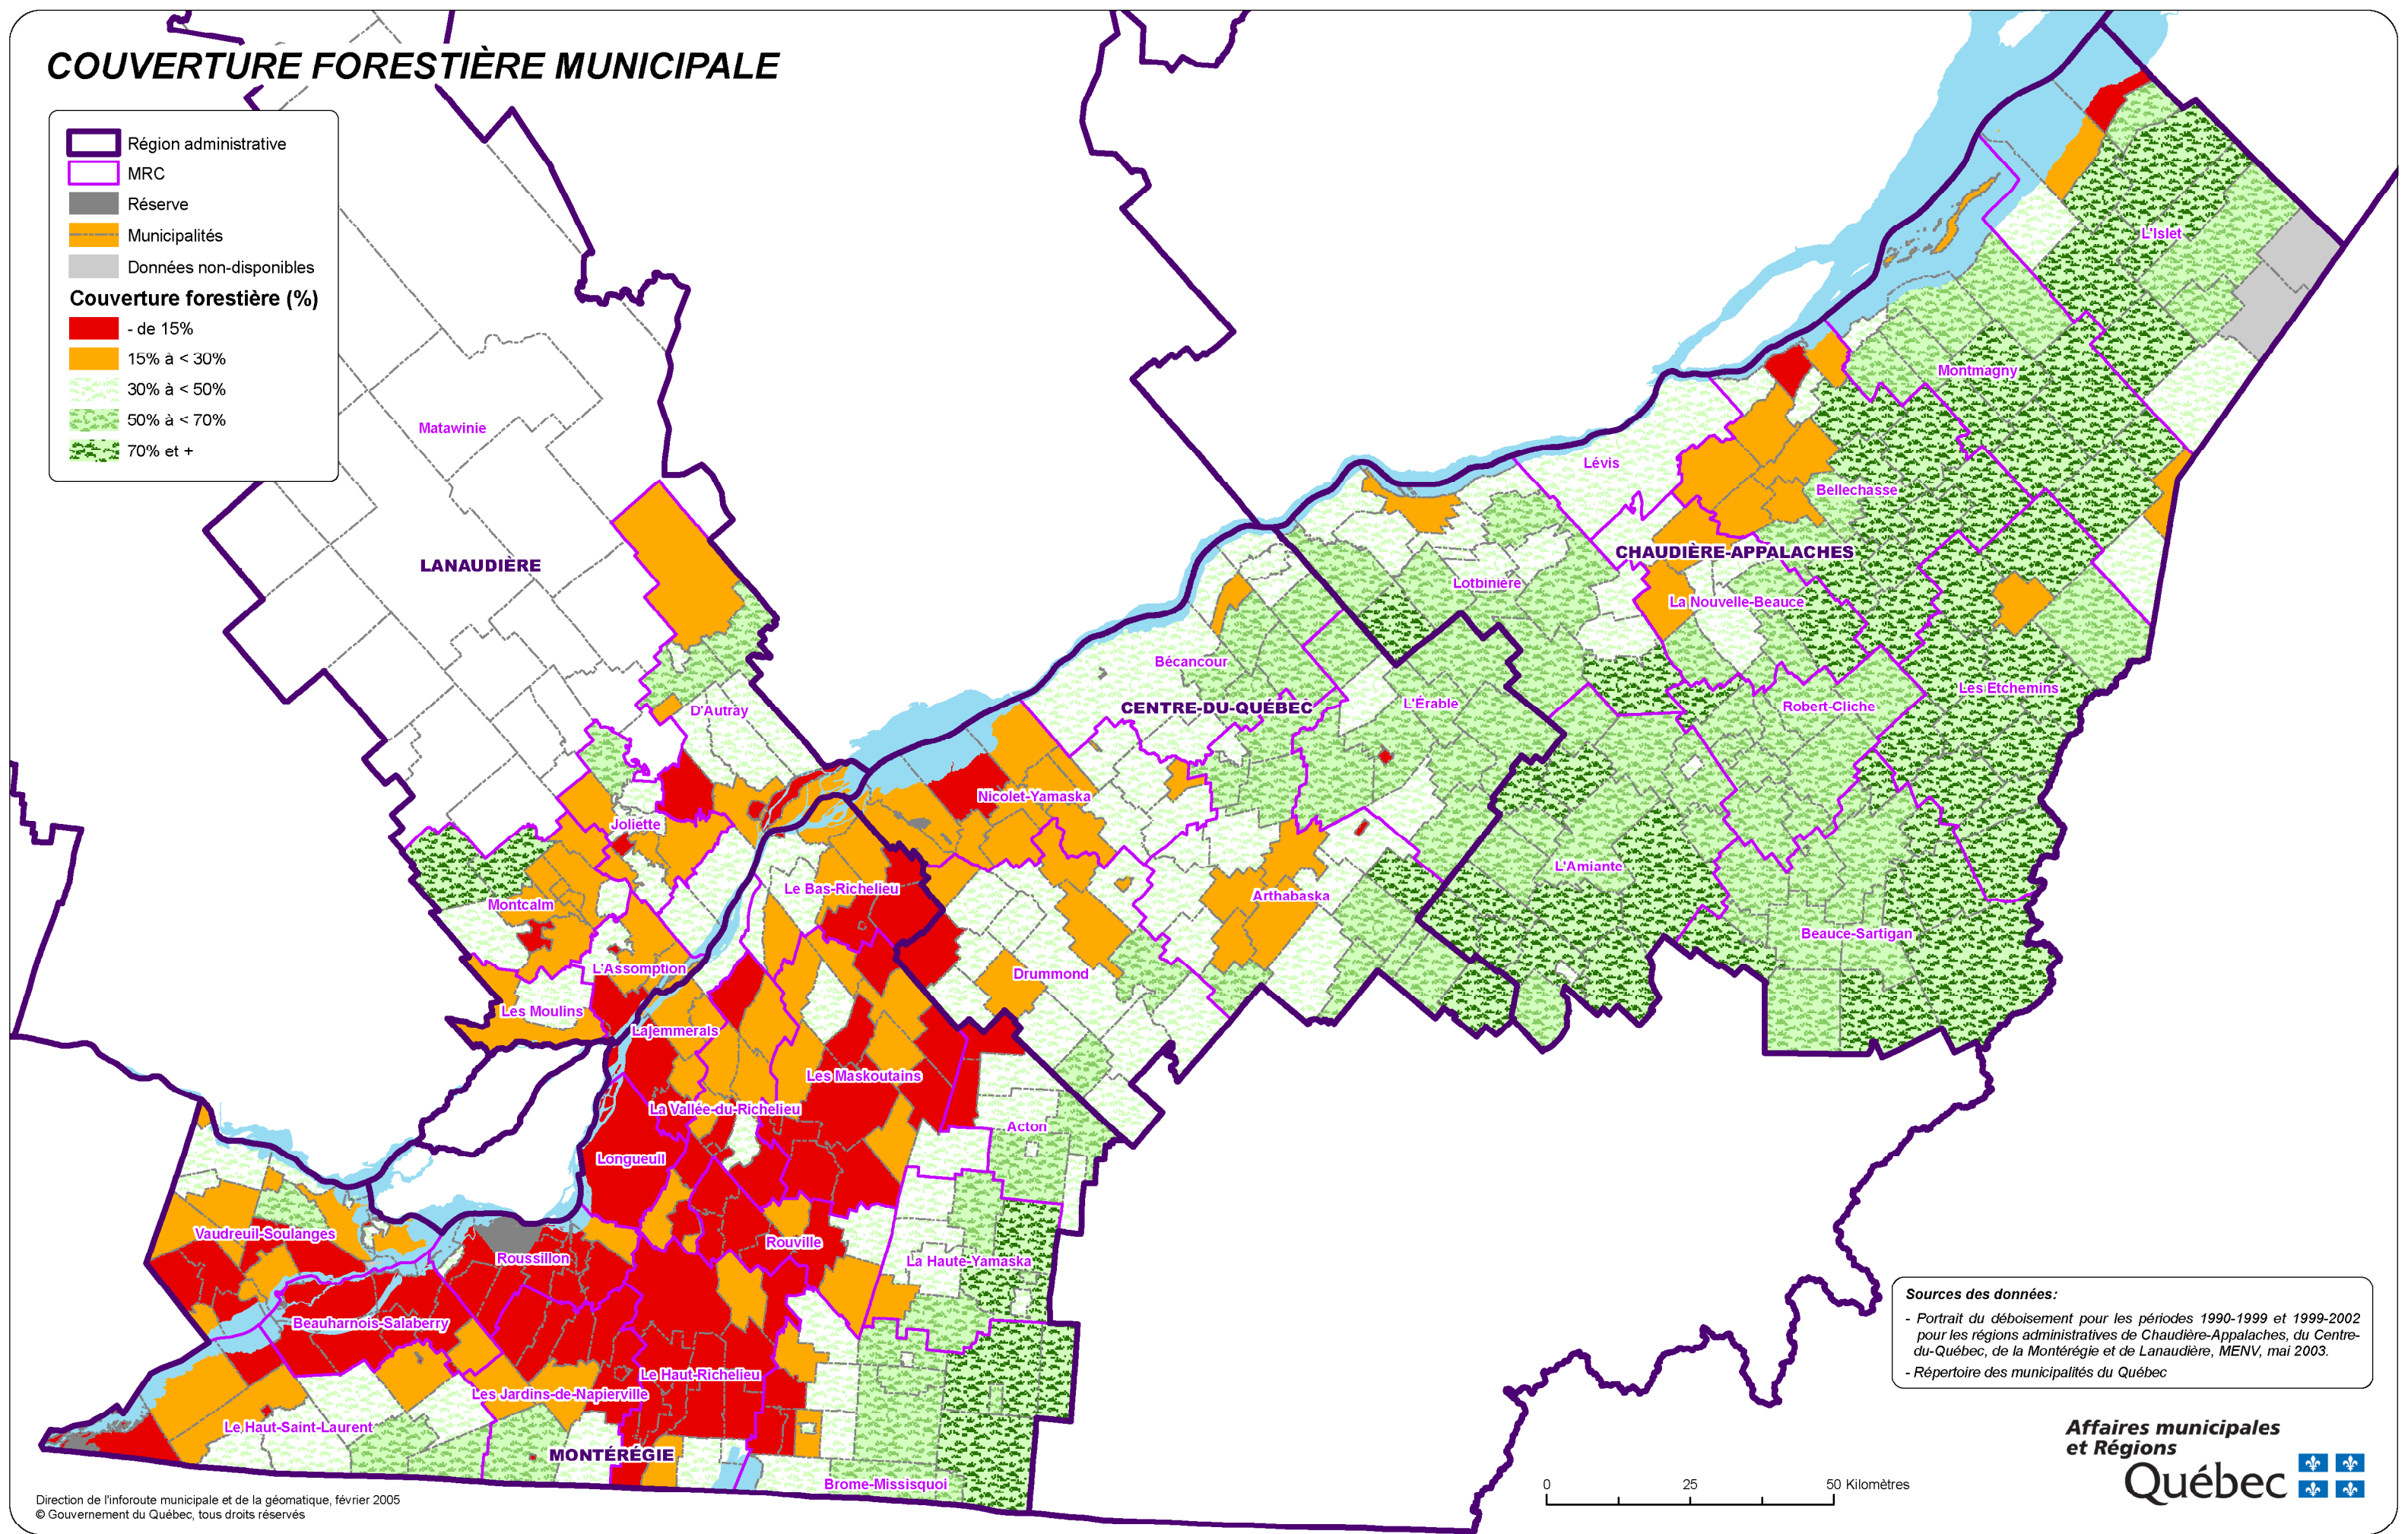 COUVERTURE FORESTIÈRE MUNICIPALE
Région administrative
MRC
Réserve
Municipalités
Données non-disponibles
Couverture forestière (%)
- de 15%
15% à < 30%
30% à < 50%
50% à < 70%
70% et +
L'Islet
Montmagny
Matawinie
Lévis
Bellechasse
CHAUDIÈRE-APPALACHES
LANAUDIÈRE
Lotbinière
La Nouvelle-Beauce
Bécancour
Les Etchemins
L'Érable
Robert-Cliche
CENTRE-DU-QUÉBEC
D'Autray
Nicolet-Yamaska
Joliette
L'Amiante
Le Bas-Richelieu
Arthabaska
Montcalm
Beauce-Sartigan
L'Assomption
Drummond
Les Moulins
Lajemmerais
Les Maskoutains
La Vallée-du-Richelieu
Acton
Longueuil
Vaudreuil-Soulanges
Rouville
Roussillon
La Haute-Yamaska
Beauharnois-Salaberry
Le Haut-Richelieu
Les Jardins-de-Napierville
Le Haut-Saint-Laurent
MONTÉRÉGIE
Brome-Missisquoi
Sources des données:
- Portrait du déboisement pour les périodes 1990-1999 et 1999-2002
pour les régions administratives de Chaudière-Appalaches, du Centre-
du-Québec, de la Montérégie et de Lanaudière, MENV, mai 2003.
- Répertoire des municipalités du Québec
Affaires municipales
et Régions
Québec
0 25 50 Kilomètres
Direction de l'inforoute municipale et de la géomatique, février 2005
© Gouvernement du Québec, tous droits réservés